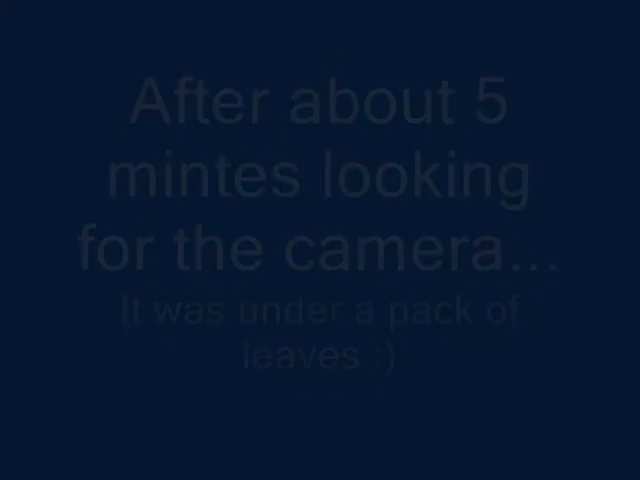 After about 5
mintes looking
for the camera...
It was under a pack of
leaves :)